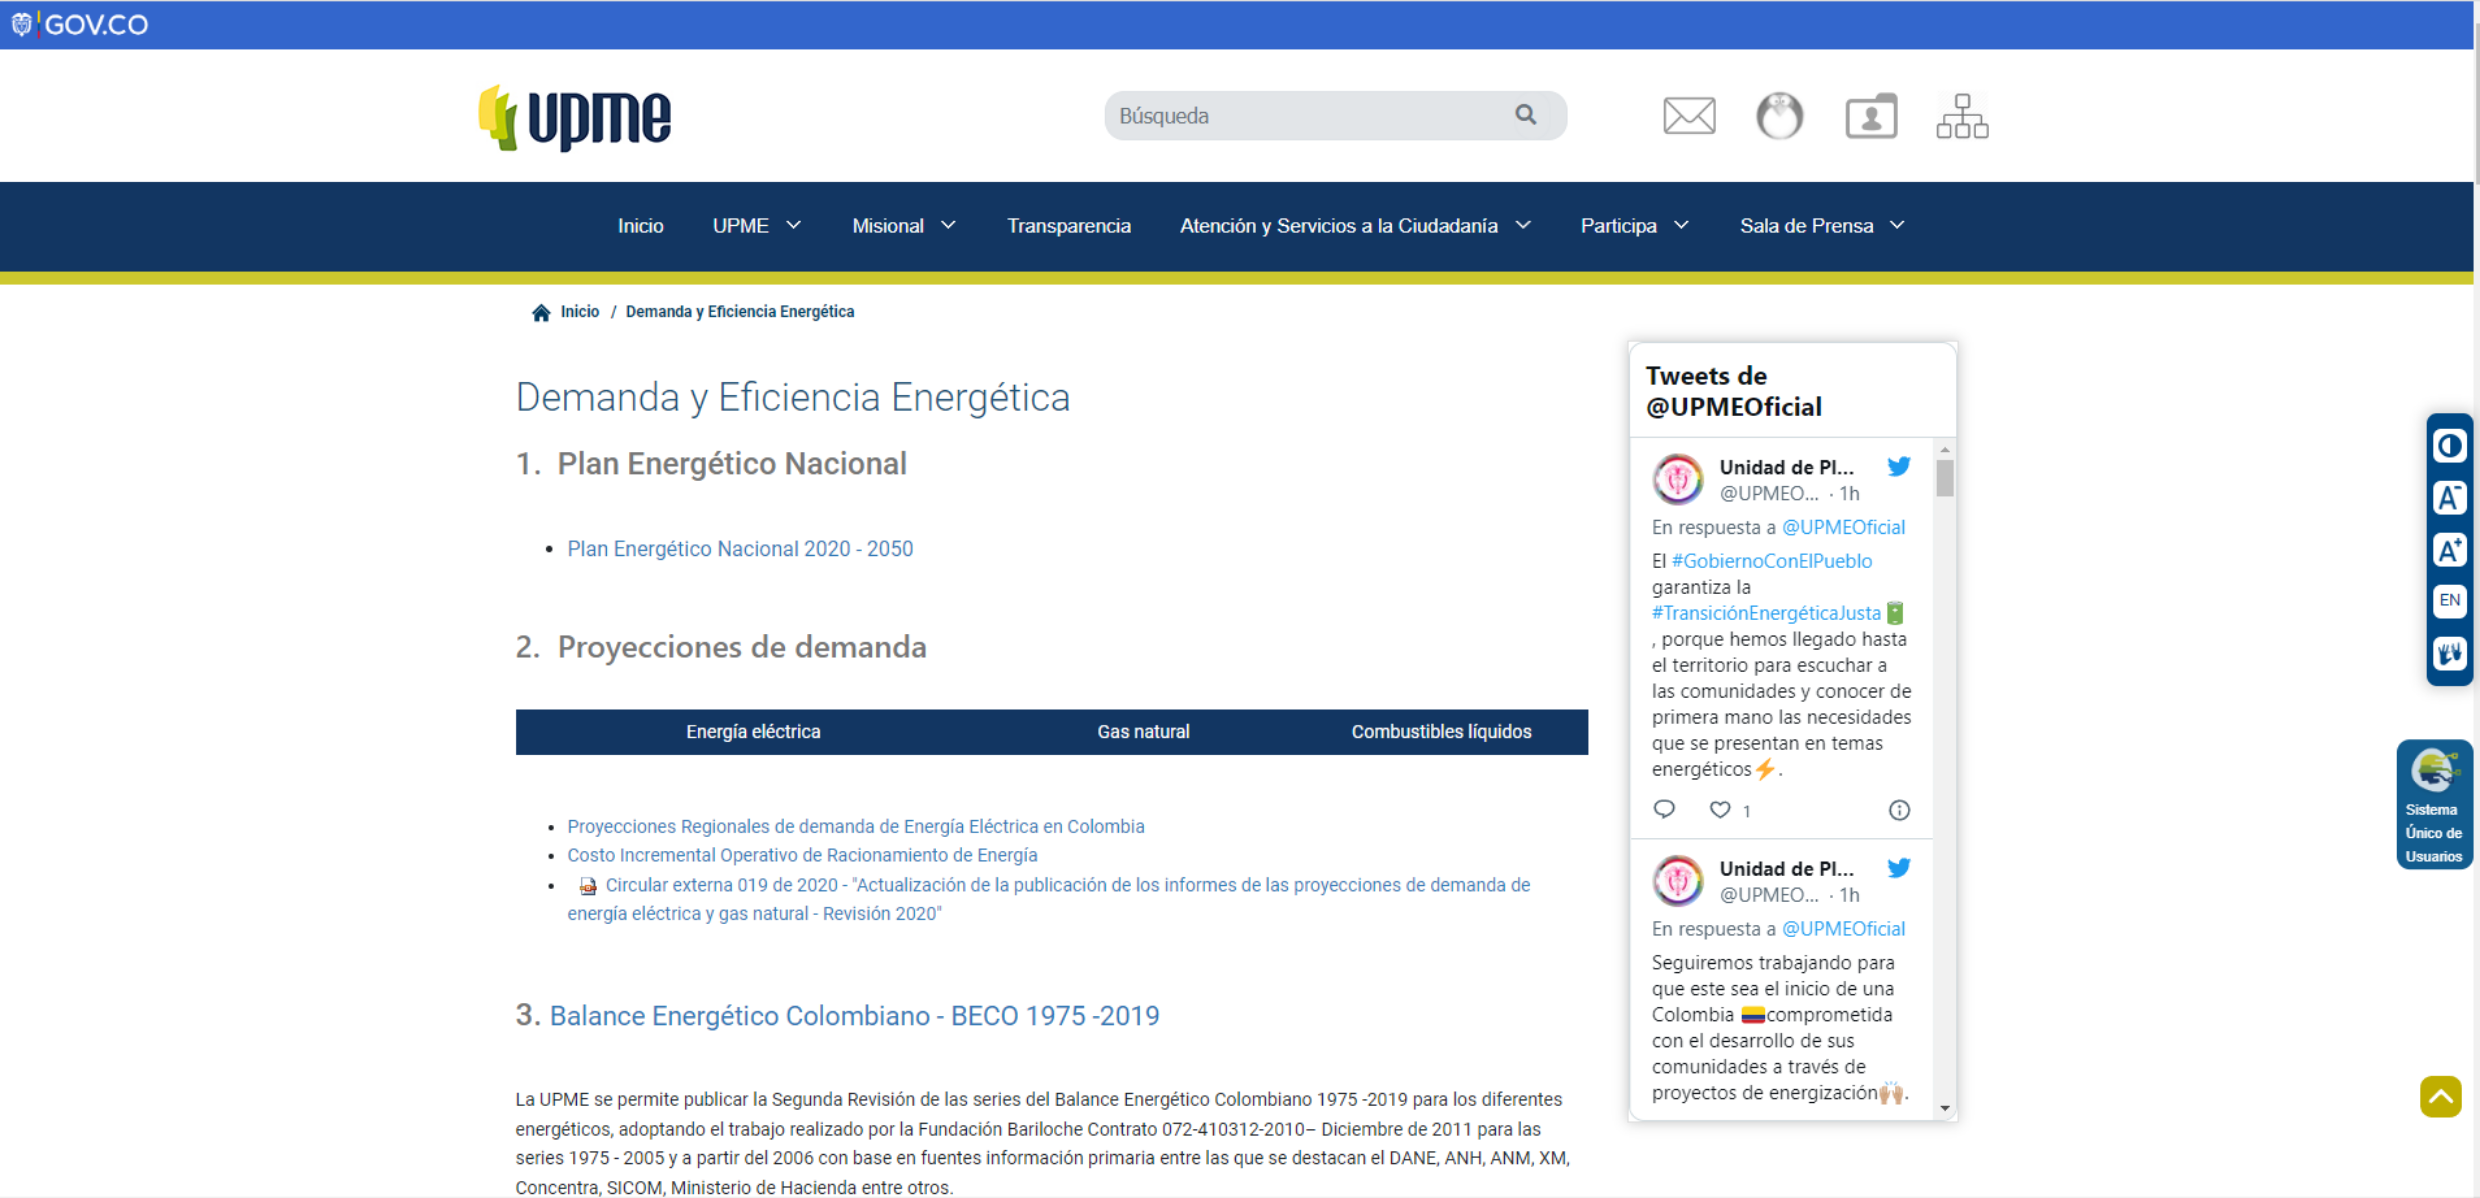 GOV.CO
upme
Búsqueda
Inicio UPME Misional Transparencia Atención y Servicios a la Ciudadanía Participa Sala de Prensa
Inicio / Demanda y Eficiencia Energética
Demanda y Eficiencia Energética
1. Plan Energético Nacional
• Plan Energético Nacional 2020 - 2050
2. Proyecciones de demanda
Energía eléctrica Gas natural Combustibles líquidos
• Proyecciones Regionales de demanda de Energía Eléctrica en Colombia
• Costo Incremental Operativo de Racionamiento de Energía
• Circular externa 019 de 2020 - "Actualización de la publicación de los informes de las proyecciones de demanda de
energía eléctrica y gas natural - Revisión 2020"
3. Balance Energético Colombiano - BECO 1975 -2019
La UPME se permite publicar la Segunda Revisión de las series del Balance Energético Colombiano 1975 -2019 para los diferentes
energéticos, adoptando el trabajo realizado por la Fundación Bariloche Contrato 072-410312-2010– Diciembre de 2011 para las
series 1975 - 2005 y a partir del 2006 con base en fuentes información primaria entre las que se destacan el DANE, ANH, ANM, XM,
Concentra, SICOM, Ministerio de Hacienda entre otros.
Tweets de
@UPMEOficial
Unidad de Pl...
@UPMEO... · 1h
En respuesta a @UPMEOficial
El #GobiernoConElPueblo
garantiza la
#TransiciónEnergéticaJusta🔋
, porque hemos llegado hasta
el territorio para escuchar a
las comunidades y conocer de
primera mano las necesidades
que se presentan en temas
energéticos⚡.
1
Unidad de Pl...
@UPMEO... · 1h
En respuesta a @UPMEOficial
Seguiremos trabajando para
que este sea el inicio de una
Colombia 🇨🇴comprometida
con el desarrollo de sus
comunidades a través de
proyectos de energización🙌🏼.
A-
A+
EN
Sistema
Único de
Usuarios